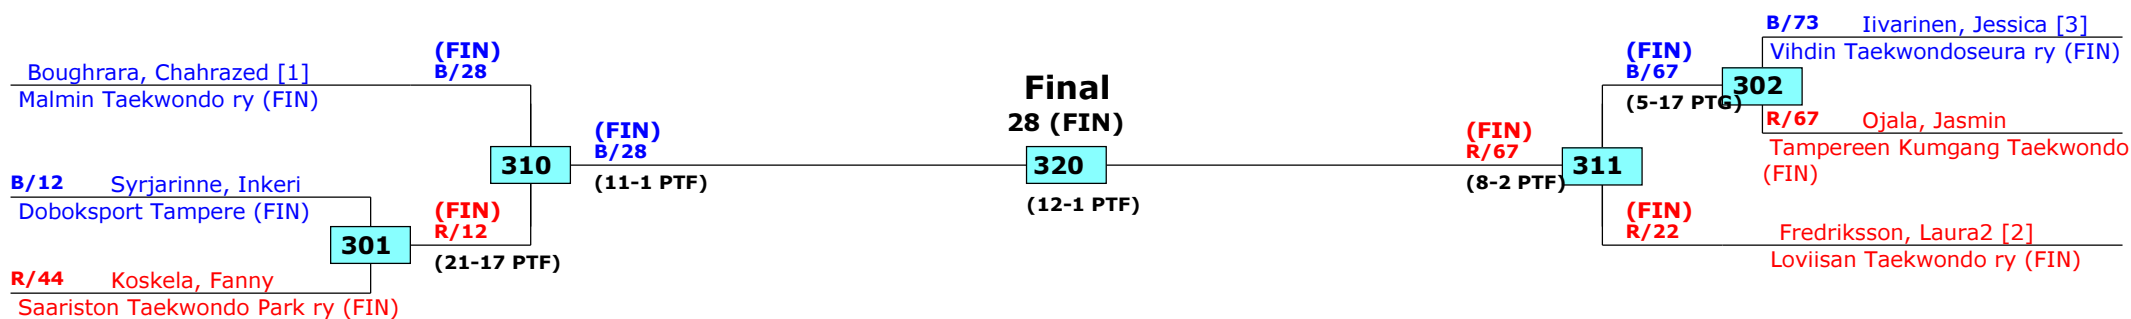 B/73 Iivarinen, Jessica [3]
Vihdin Taekwondoseura ry (FIN)
(FIN)
B/28
Boughrara, Chahrazed [1]
Malmin Taekwondo ry (FIN)
Final
28 (FIN)
(FIN)
B/67
302
(5-17 PTG)
R/67 Ojala, Jasmin
Tampereen Kumgang Taekwondo
(FIN)
(FIN)
B/28
310
(11-1 PTF)
320
(12-1 PTF)
(FIN)
R/67
311
(8-2 PTF)
B/12 Syrjarinne, Inkeri
Doboksport Tampere (FIN)
(FIN)
R/12
301
(21-17 PTF)
(FIN)
R/22
Fredriksson, Laura2 [2]
Loviisan Taekwondo ry (FIN)
R/44 Koskela, Fanny
Saariston Taekwondo Park ry (FIN)